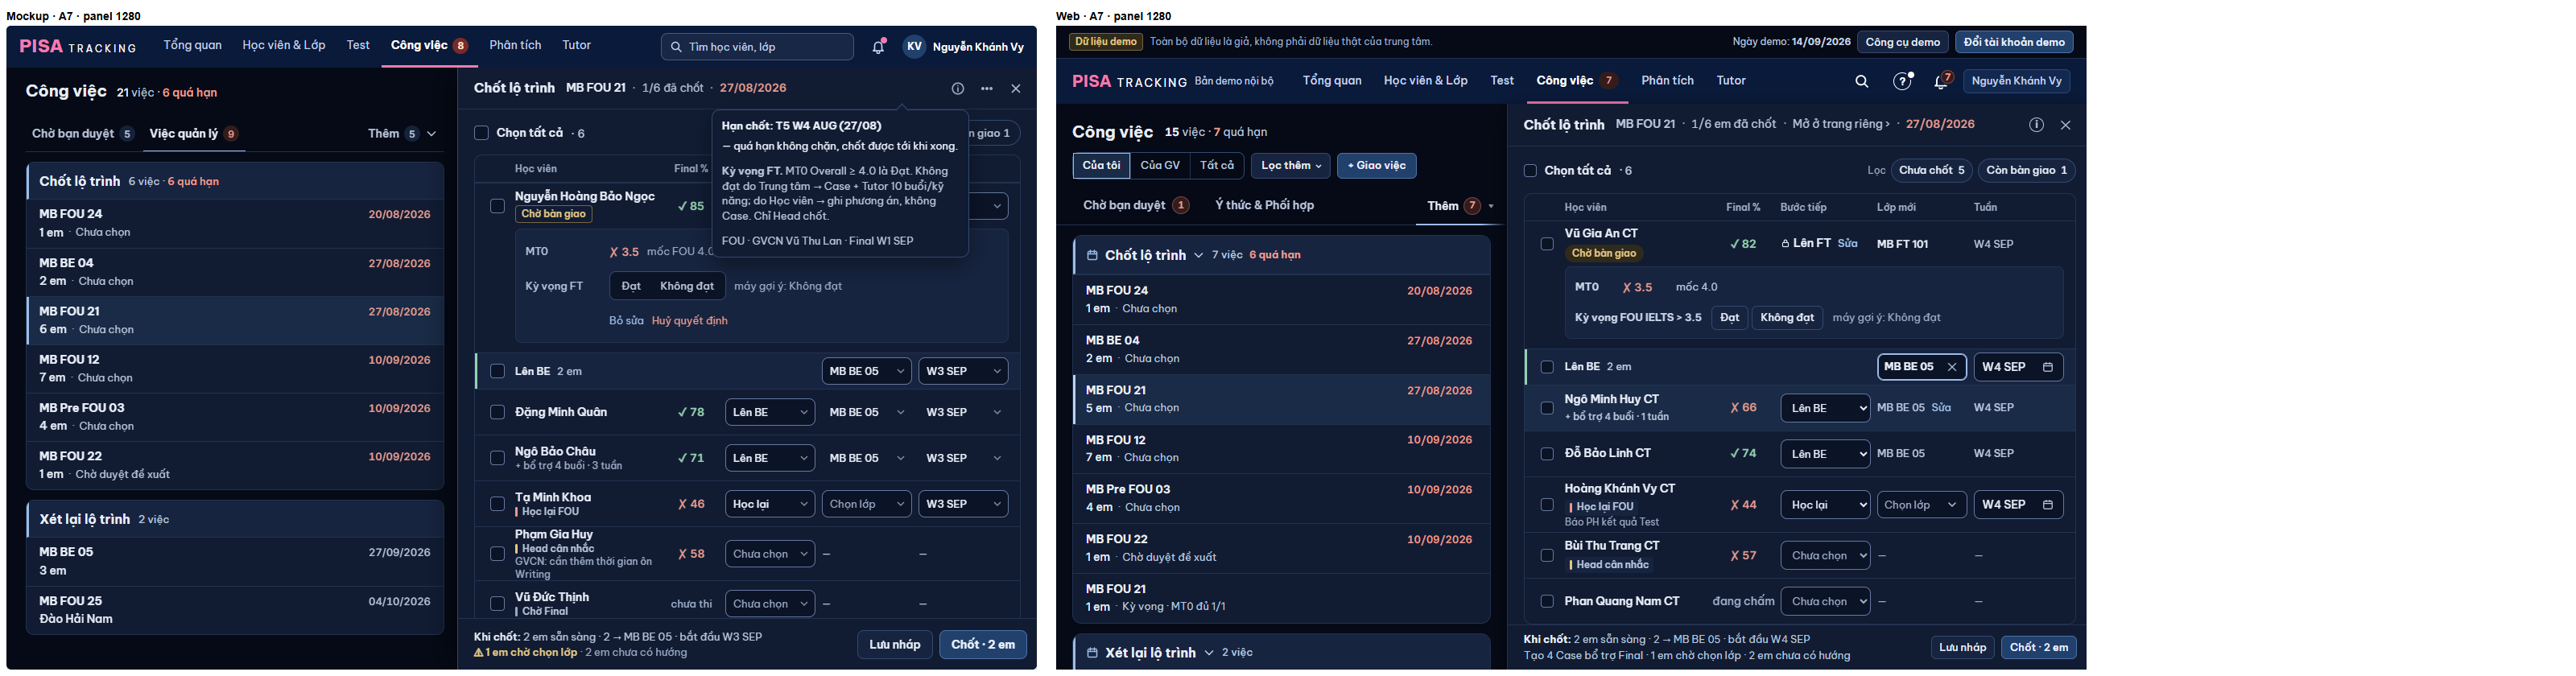 Mockup · A7 · panel 1280
PISA TRACKING Tổng quan Học viên & Lớp Test Công việc 8 Phân tích Tutor Tìm học viên, lớp KV Nguyễn Khánh Vy
Công việc 21 việc · 6 quá hạn
Chờ bạn duyệt 5 Việc quản lý 9 Thêm 5
Chốt lộ trình 6 việc · 6 quá hạn
MB FOU 24 20/08/2026
1 em · Chưa chọn
MB BE 04 27/08/2026
2 em · Chưa chọn
MB FOU 21 27/08/2026
6 em · Chưa chọn
MB FOU 12 10/09/2026
7 em · Chưa chọn
MB Pre FOU 03 10/09/2026
4 em · Chưa chọn
MB FOU 22 10/09/2026
1 em · Chờ duyệt đề xuất
Xét lại lộ trình 2 việc
MB BE 05 27/09/2026
3 em
MB FOU 25 04/10/2026
Đào Hải Nam
Chốt lộ trình MB FOU 21 · 1/6 đã chốt · 27/08/2026
Chọn tất cả · 6 n giao 1
Hạn chốt: T5 W4 AUG (27/08)
— quá hạn không chặn, chốt được tới khi xong.
Kỳ vọng FT. MT0 Overall ≥ 4.0 là Đạt. Không
đạt do Trung tâm → Case + Tutor 10 buổi/kỹ
năng; do Học viên → ghi phương án, không
Case. Chỉ Head chốt.
FOU · GVCN Vũ Thu Lan · Final W1 SEP
Học viên Final %
Nguyễn Hoàng Bảo Ngọc ✓ 85
Chờ bàn giao
MT0 ✗ 3.5 mốc FOU 4.0
Kỳ vọng FT Đạt Không đạt máy gợi ý: Không đạt
Bỏ sửa Huỷ quyết định
Lên BE 2 em MB BE 05 W3 SEP
Đặng Minh Quân ✓ 78 Lên BE MB BE 05 W3 SEP
Ngô Bảo Châu ✓ 71 Lên BE MB BE 05 W3 SEP
+ bổ trợ 4 buổi · 3 tuần
Tạ Minh Khoa ✗ 46 Học lại Chọn lớp W3 SEP
Học lại FOU
Phạm Gia Huy ✗ 58 Chưa chọn — —
Head cân nhắc
GVCN: cần thêm thời gian ôn
Writing
Vũ Đức Thịnh chưa thi Chưa chọn — —
Chờ Final
Khi chốt: 2 em sẵn sàng · 2 → MB BE 05 · bắt đầu W3 SEP
⚠ 1 em chờ chọn lớp · 2 em chưa có hướng
Lưu nháp Chốt · 2 em
Web · A7 · panel 1280
Dữ liệu demo Toàn bộ dữ liệu là giả, không phải dữ liệu thật của trung tâm. Ngày demo: 14/09/2026 Công cụ demo Đổi tài khoản demo
PISA TRACKING Bản demo nội bộ Tổng quan Học viên & Lớp Test Công việc 7 Phân tích Tutor ? 7 Nguyễn Khánh Vy
Công việc 15 việc · 7 quá hạn
Của tôi Của GV Tất cả Lọc thêm + Giao việc
Chờ bạn duyệt 1 Ý thức & Phối hợp Thêm 7
Chốt lộ trình 7 việc 6 quá hạn
MB FOU 24 20/08/2026
1 em · Chưa chọn
MB BE 04 27/08/2026
2 em · Chưa chọn
MB FOU 21 27/08/2026
5 em · Chưa chọn
MB FOU 12 10/09/2026
7 em · Chưa chọn
MB Pre FOU 03 10/09/2026
4 em · Chưa chọn
MB FOU 22 10/09/2026
1 em · Chờ duyệt đề xuất
MB FOU 21
1 em · Kỳ vọng · MT0 đủ 1/1
Xét lại lộ trình 2 việc
Chốt lộ trình MB FOU 21 · 1/6 em đã chốt · Mở ở trang riêng › · 27/08/2026
Chọn tất cả · 6 Lọc Chưa chốt 5 Còn bàn giao 1
Học viên Final % Bước tiếp Lớp mới Tuần
Vũ Gia An CT ✓ 82 Lên FT Sửa MB FT 101 W4 SEP
Chờ bàn giao
MT0 ✗ 3.5 mốc 4.0
Kỳ vọng FOU IELTS > 3.5 Đạt Không đạt máy gợi ý: Không đạt
Lên BE 2 em MB BE 05 W4 SEP
Ngô Minh Huy CT ✗ 66 Lên BE MB BE 05 Sửa W4 SEP
+ bổ trợ 4 buổi · 1 tuần
Đỗ Bảo Linh CT ✓ 74 Lên BE MB BE 05 W4 SEP
Hoàng Khánh Vy CT ✗ 44 Học lại Chọn lớp W4 SEP
Học lại FOU
Báo PH kết quả Test
Bùi Thu Trang CT ✗ 57 Chưa chọn — —
Head cân nhắc
Phan Quang Nam CT đang chấm Chưa chọn — —
Khi chốt: 2 em sẵn sàng · 2 → MB BE 05 · bắt đầu W4 SEP
Tạo 4 Case bổ trợ Final · 1 em chờ chọn lớp · 2 em chưa có hướng
Lưu nháp Chốt · 2 em